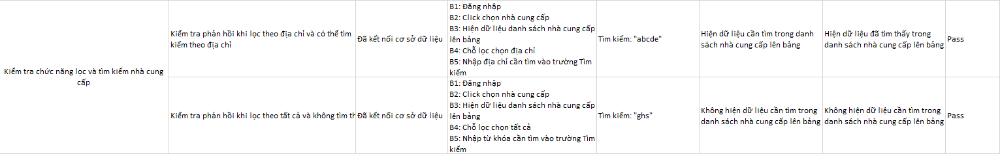 Kiểm tra chức năng lọc và tìm kiếm nhà cung
cấp
Kiểm tra phản hồi khi lọc theo địa chỉ và có thể tìm
kiếm theo địa chỉ
Đã kết nối cơ sở dữ liệu
B1: Đăng nhập
B2: Click chọn nhà cung cấp
B3: Hiện dữ liệu danh sách nhà cung cấp
lên bảng
B4: Chỗ lọc chọn địa chỉ
B5: Nhập địa chỉ cần tìm vào trường Tìm
kiếm
Tìm kiếm: "abcde"
Hiện dữ liệu cần tìm trong danh
sách nhà cung cấp lên bảng
Hiện dữ liệu đã tìm thấy trong
danh sách nhà cung cấp lên bảng
Pass
Kiểm tra phản hồi khi lọc theo tất cả và không tìm th
Đã kết nối cơ sở dữ liệu
B1: Đăng nhập
B2: Click chọn nhà cung cấp
B3: Hiện dữ liệu danh sách nhà cung cấp
lên bảng
B4: Chỗ lọc chọn tất cả
B5: Nhập từ khóa cần tìm vào trường Tìm
kiếm
Tìm kiếm: "ghs"
Không hiện dữ liệu cần tìm trong
danh sách nhà cung cấp lên bảng
Không hiện dữ liệu cần tìm trong
danh sách nhà cung cấp lên bảng
Pass